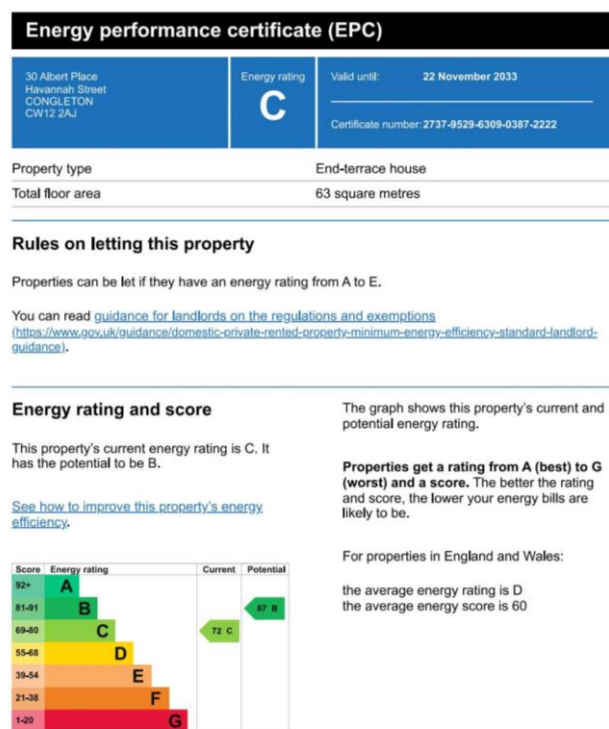 Energy performance certificate (EPC)
30 Albert Place
Havannah Street
CONGLETON
CW12 2AJ
Energy rating
C
Valid until: 22 November 2033
Certificate number: 2737-9529-6309-0387-2222
Property type End-terrace house
Total floor area 63 square metres
Rules on letting this property
Properties can be let if they have an energy rating from A to E.
You can read guidance for landlords on the regulations and exemptions
(https://www.gov.uk/guidance/domestic-private-rented-property-minimum-energy-efficiency-standard-landlord-
guidance).
Energy rating and score
This property's current energy rating is C. It
has the potential to be B.
See how to improve this property's energy
efficiency.
Score Energy rating Current Potential
92+ A
81-91 B 87 B
69-80 C 72 C
55-68 D
39-54 E
21-38 F
1-20 G
The graph shows this property's current and
potential energy rating.
Properties get a rating from A (best) to G
(worst) and a score. The better the rating
and score, the lower your energy bills are
likely to be.
For properties in England and Wales:
the average energy rating is D
the average energy score is 60